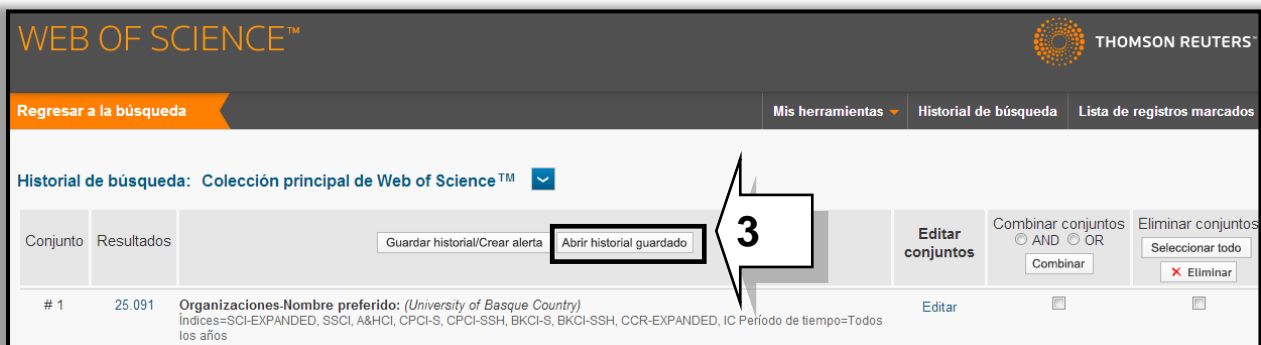 WEB OF SCIENCE™
THOMSON REUTERS™
Regresar a la búsqueda
Mis herramientas
Historial de búsqueda
Lista de registros marcados
Historial de búsqueda: Colección principal de Web of Science™
Conjunto
Resultados
Guardar historial/Crear alerta
Abrir historial guardado
3
Editar
conjuntos
Combinar conjuntos
AND OR
Combinar
Eliminar conjuntos
Seleccionar todo
Eliminar
# 1
25.091
Organizaciones-Nombre preferido: (University of Basque Country)
Índices=SCI-EXPANDED, SSCI, A&HCI, CPCI-S, CPCI-SSH, BKCI-S, BKCI-SSH, CCR-EXPANDED, IC Período de tiempo=Todos
los años
Editar